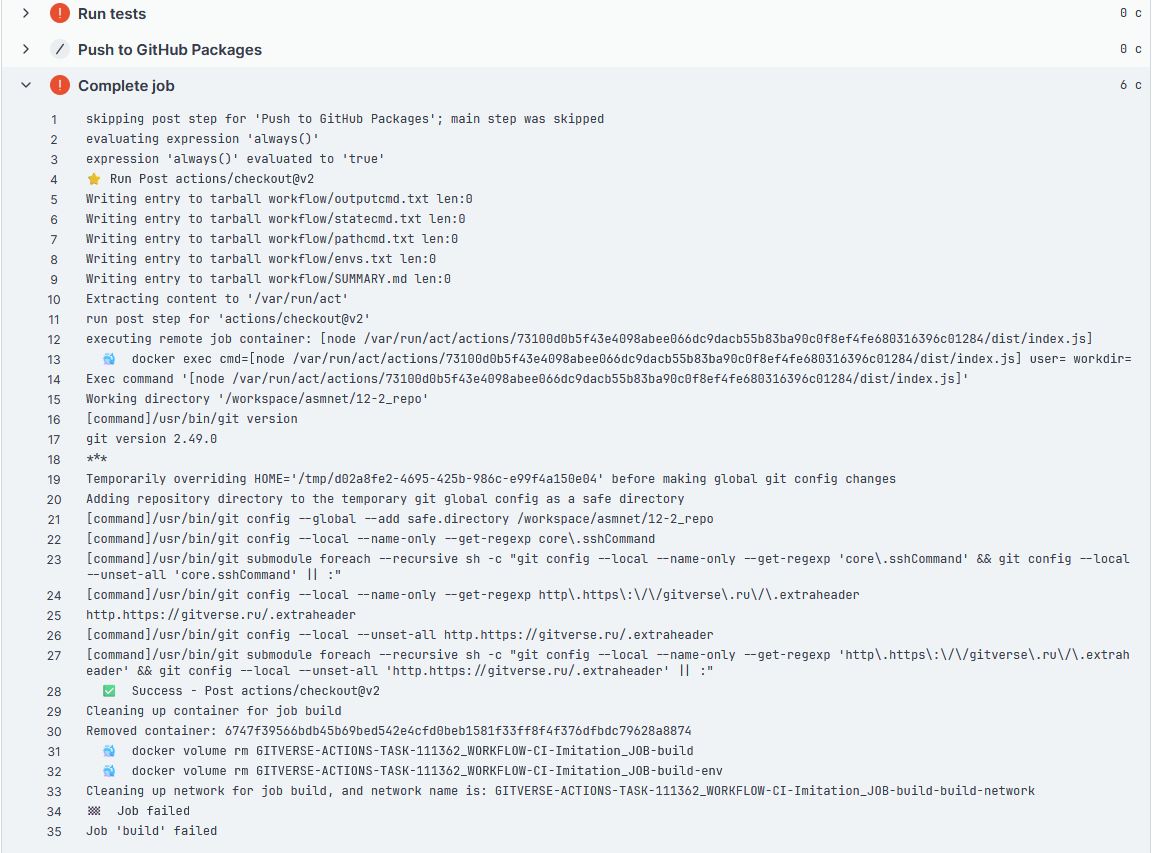 Run tests 0 с
Push to GitHub Packages 0 с
Complete job 6 с
1 skipping post step for 'Push to GitHub Packages'; main step was skipped
2 evaluating expression 'always()'
3 expression 'always()' evaluated to 'true'
4 ⭐ Run Post actions/checkout@v2
5 Writing entry to tarball workflow/outputcmd.txt len:0
6 Writing entry to tarball workflow/statecmd.txt len:0
7 Writing entry to tarball workflow/pathcmd.txt len:0
8 Writing entry to tarball workflow/envs.txt len:0
9 Writing entry to tarball workflow/SUMMARY.md len:0
10 Extracting content to '/var/run/act'
11 run post step for 'actions/checkout@v2'
12 executing remote job container: [node /var/run/act/actions/73100d0b5f43e4098abee066dc9dacb55b83ba90c0f8ef4fe680316396c01284/dist/index.js]
13 🐳 docker exec cmd=[node /var/run/act/actions/73100d0b5f43e4098abee066dc9dacb55b83ba90c0f8ef4fe680316396c01284/dist/index.js] user= workdir=
14 Exec command '[node /var/run/act/actions/73100d0b5f43e4098abee066dc9dacb55b83ba90c0f8ef4fe680316396c01284/dist/index.js]'
15 Working directory '/workspace/asmnet/12-2_repo'
16 [command]/usr/bin/git version
17 git version 2.49.0
18 ***
19 Temporarily overriding HOME='/tmp/d02a8fe2-4695-425b-986c-e99f4a150e04' before making global git config changes
20 Adding repository directory to the temporary git global config as a safe directory
21 [command]/usr/bin/git config --global --add safe.directory /workspace/asmnet/12-2_repo
22 [command]/usr/bin/git config --local --name-only --get-regexp core\.sshCommand
23 [command]/usr/bin/git submodule foreach --recursive sh -c "git config --local --name-only --get-regexp 'core\.sshCommand' && git config --local
--unset-all 'core.sshCommand' || :"
24 [command]/usr/bin/git config --local --name-only --get-regexp http\.https\:\/\/gitverse\.ru\/\.extraheader
25 http.https://gitverse.ru/.extraheader
26 [command]/usr/bin/git config --local --unset-all http.https://gitverse.ru/.extraheader
27 [command]/usr/bin/git submodule foreach --recursive sh -c "git config --local --name-only --get-regexp 'http\.https\:\/\/gitverse\.ru\/\.extrah
eader' && git config --local --unset-all 'http.https://gitverse.ru/.extraheader' || :"
28 ✅ Success - Post actions/checkout@v2
29 Cleaning up container for job build
30 Removed container: 6747f39566bdb45b69bed542e4cfd0beb1581f33ff8f4f376dfbdc79628a8874
31 🐳 docker volume rm GITVERSE-ACTIONS-TASK-111362_WORKFLOW-CI-Imitation_JOB-build
32 🐳 docker volume rm GITVERSE-ACTIONS-TASK-111362_WORKFLOW-CI-Imitation_JOB-build-env
33 Cleaning up network for job build, and network name is: GITVERSE-ACTIONS-TASK-111362_WORKFLOW-CI-Imitation_JOB-build-build-network
34 🏁 Job failed
35 Job 'build' failed